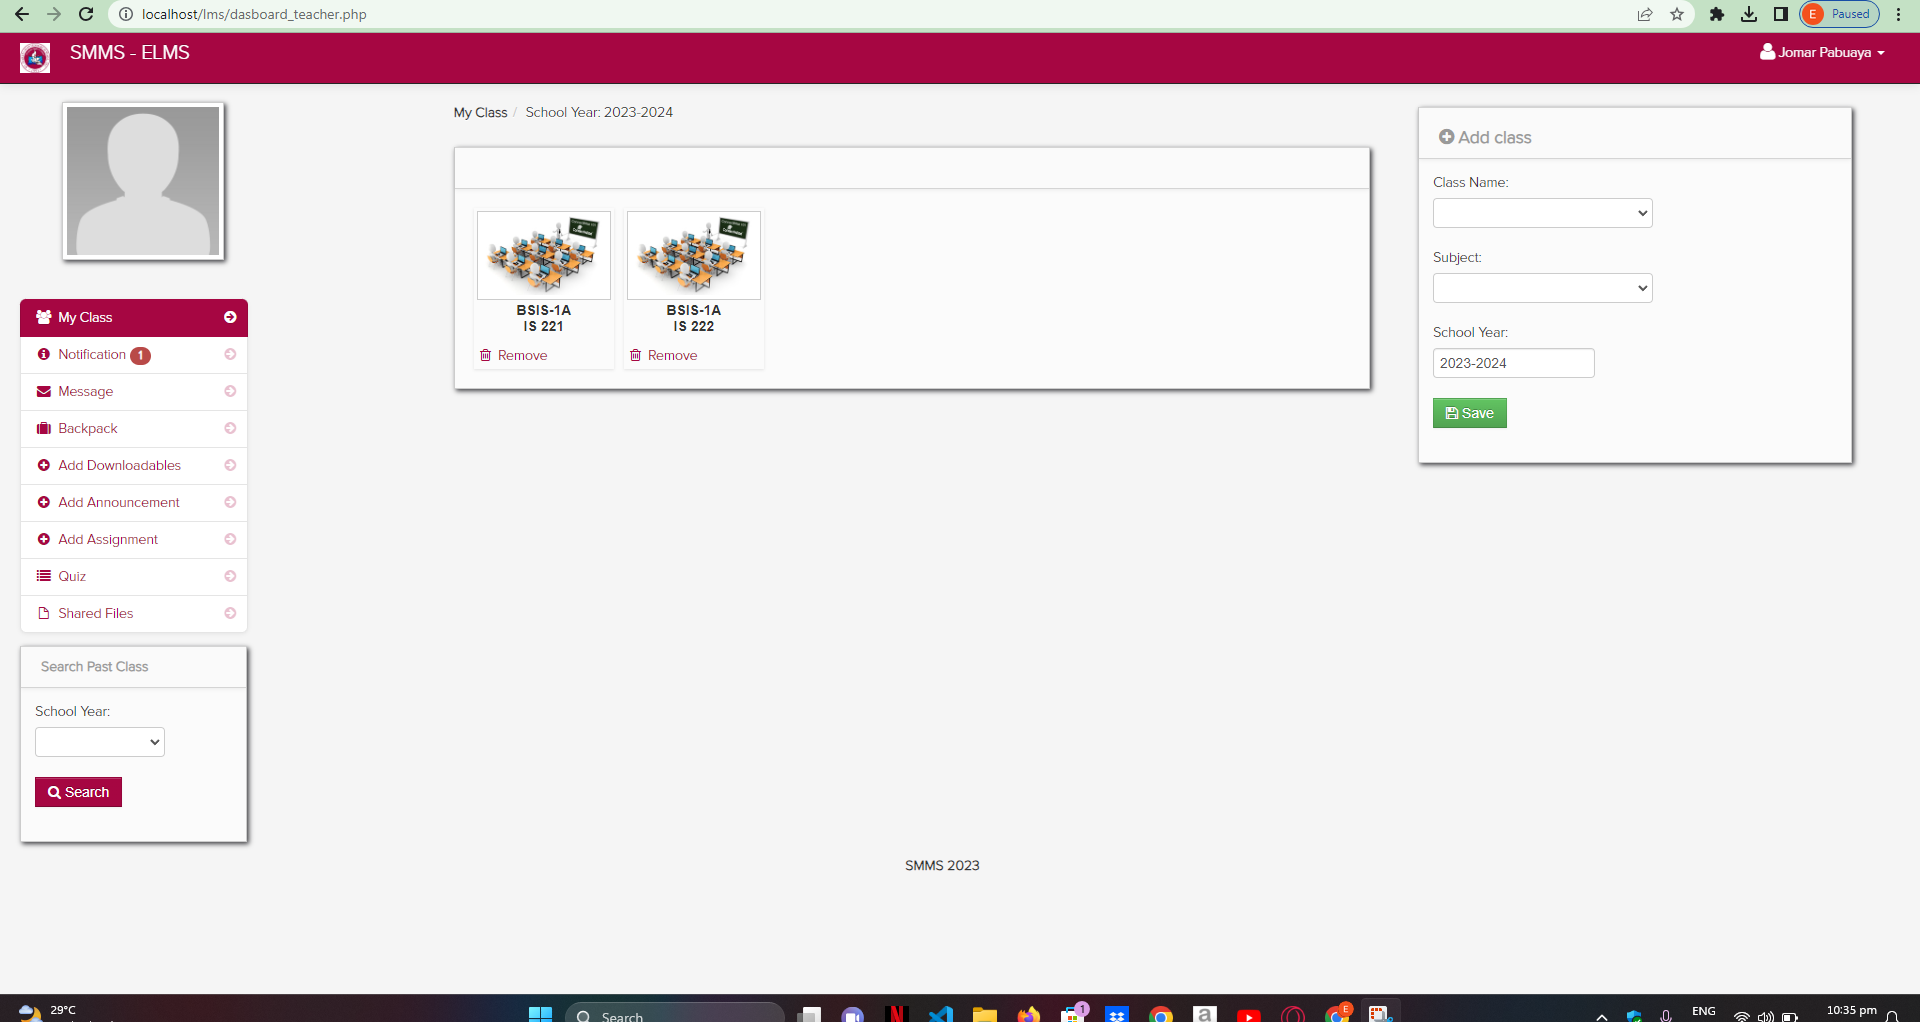 localhost/lms/dasboard_teacher.php
E Paused
SMMS - ELMS
Jomar Pabuaya
My Class / School Year: 2023-2024
BSIS-1A
IS 221
Remove
BSIS-1A
IS 222
Remove
Add class
Class Name:
Subject:
School Year:
2023-2024
Save
My Class
Notification 1
Message
Backpack
Add Downloadables
Add Announcement
Add Assignment
Quiz
Shared Files
Search Past Class
School Year:
Search
SMMS 2023
29°C
Search
1
E
ENG
10:35 pm